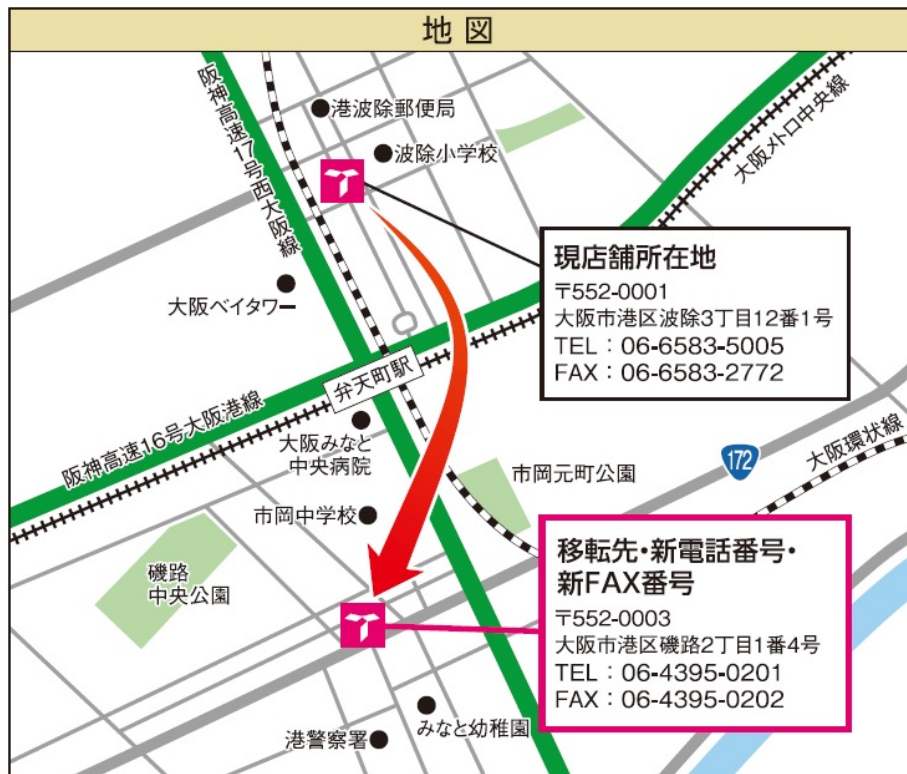 地図
阪神高速17号西大阪線
港波除郵便局
波除小学校
大阪メトロ中央線
大阪ベイタワー
現店舗所在地
〒552-0001
大阪市港区波除3丁目12番1号
TEL：06-6583-5005
FAX：06-6583-2772
弁天町駅
阪神高速16号大阪港線
大阪みなと
中央病院
172
大阪環状線
市岡元町公園
市岡中学校
磯路
中央公園
移転先・新電話番号・
新FAX番号
〒552-0003
大阪市港区磯路2丁目1番4号
TEL：06-4395-0201
FAX：06-4395-0202
みなと幼稚園
港警察署